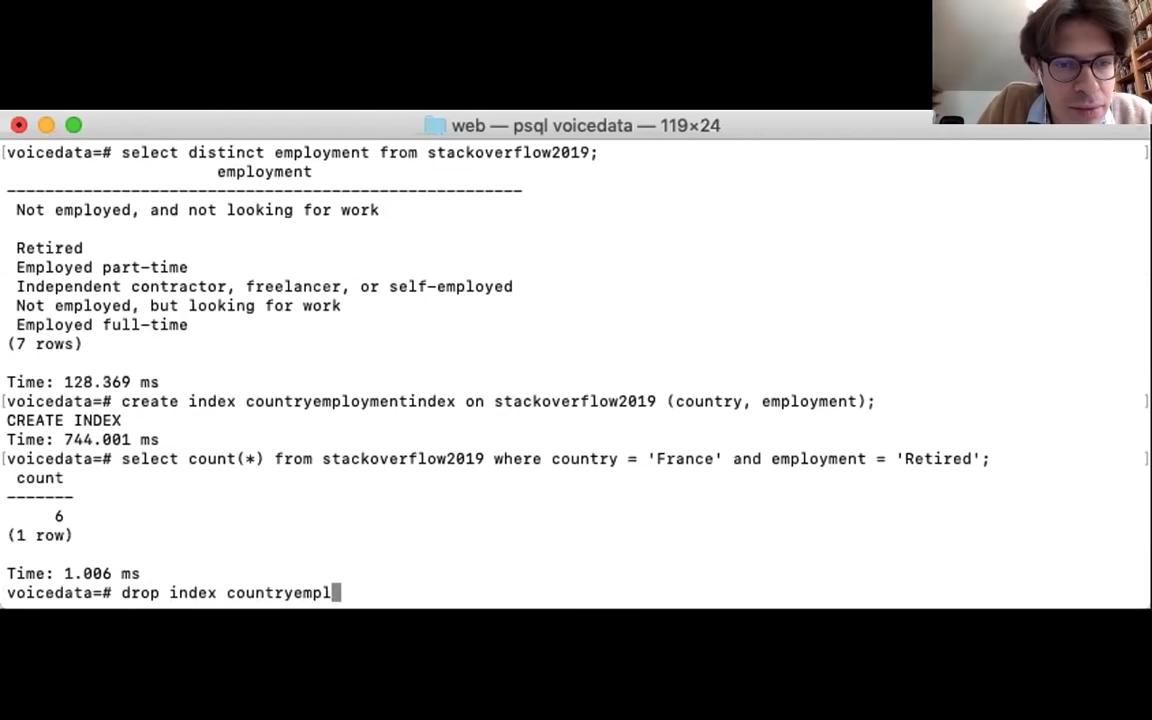 web — psql voicedata — 119×24
[voicedata=# select distinct employment from stackoverflow2019; ]
employment
-----------------------------------------------------
Not employed, and not looking for work
Retired
Employed part-time
Independent contractor, freelancer, or self-employed
Not employed, but looking for work
Employed full-time
(7 rows)
Time: 128.369 ms
[voicedata=# create index countryemploymentindex on stackoverflow2019 (country, employment); ]
CREATE INDEX
Time: 744.001 ms
[voicedata=# select count(*) from stackoverflow2019 where country = 'France' and employment = 'Retired'; ]
count
-------
6
(1 row)
Time: 1.006 ms
voicedata=# drop index countryempl